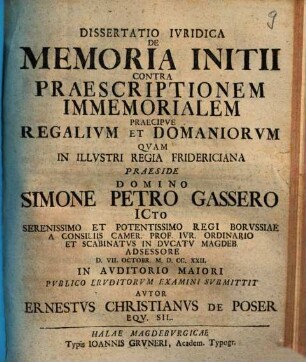 9
DISSERTATIO IVRIDICA
DE
MEMORIA INITII
CONTRA
PRAESCRIPTIONEM
IMMEMORIALEM
PRAECIPVE
REGALIVM ET DOMANIORVM
QVAM
IN ILLVSTRI REGIA FRIDERICIANA
PRAESIDE
DOMINO
SIMONE PETRO GASSERO
ICTO
SERENISSIMO ET POTENTISSIMO REGI BORVSSIAE
A CONSILIIS CAMER. PROF. IVR. ORDINARIO
ET SCABINATVS IN DVCATV MAGDEB.
ADSESSORE
D. VII. OCTOBR. M. D. CC. XXII.
IN AVDITORIO MAIORI
PVBLICO ERVDITORVM EXAMINI SVBMITTIT
AVTOR
ERNESTVS CHRISTIANVS DE POSER
EQV. SIL.
HALAE MAGDEBVRGICAE
Typis IOANNIS GRVNERI, Academ. Typogr.